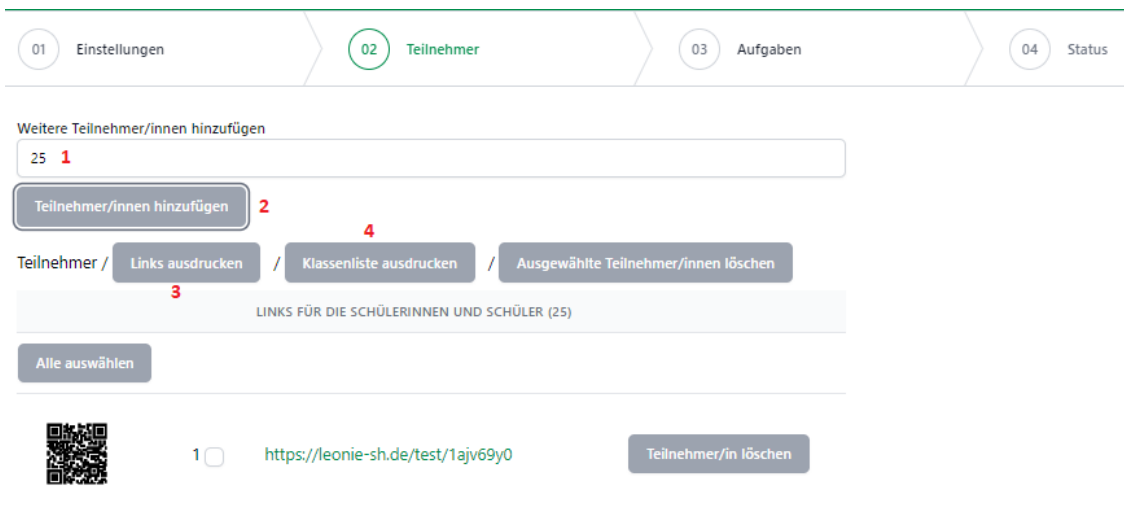 01 Einstellungen 02 Teilnehmer 03 Aufgaben 04 Status
Weitere Teilnehmer/innen hinzufügen
25 1
Teilnehmer/innen hinzufügen 2
4
Teilnehmer / Links ausdrucken / Klassenliste ausdrucken / Ausgewählte Teilnehmer/innen löschen
3
LINKS FÜR DIE SCHÜLERINNEN UND SCHÜLER (25)
Alle auswählen
1 https://leonie-sh.de/test/1ajv69y0 Teilnehmer/in löschen